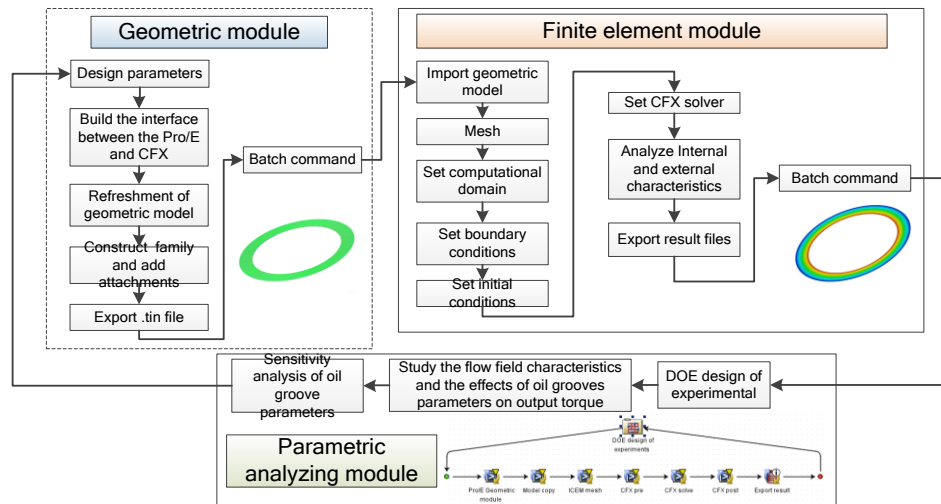 Geometric module
Design parameters
Build the interface
between the Pro/E
and CFX
Refreshment of
geometric model
Construct family
and add
attachments
Export .tin file
Batch command
Finite element module
Import geometric
model
Mesh
Set computational
domain
Set boundary
conditions
Set initial
conditions
Set CFX solver
Analyze Internal
and external
characteristics
Export result files
Batch command
DOE design of
experimental
Study the flow field characteristics
and the effects of oil grooves
parameters on output torque
Sensitivity
analysis of oil
groove
parameters
Parametric
analyzing module
DOE design of
experiments
Pro/E Geometric
module
Model copy
ICEM mesh
CFX pre
CFX solve
CFX post
Export result